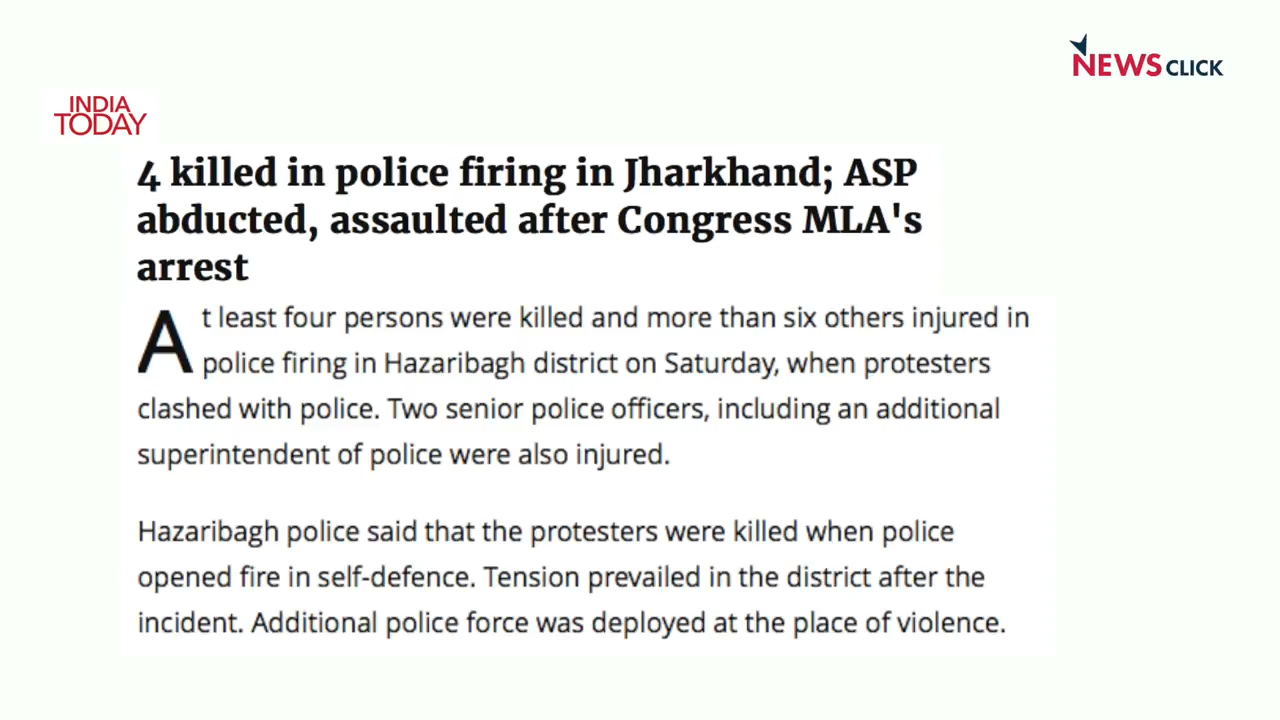 NEWSCLICK
INDIA
TODAY
4 killed in police firing in Jharkhand; ASP
abducted, assaulted after Congress MLA's
arrest
At least four persons were killed and more than six others injured in
police firing in Hazaribagh district on Saturday, when protesters
clashed with police. Two senior police officers, including an additional
superintendent of police were also injured.
Hazaribagh police said that the protesters were killed when police
opened fire in self-defence. Tension prevailed in the district after the
incident. Additional police force was deployed at the place of violence.